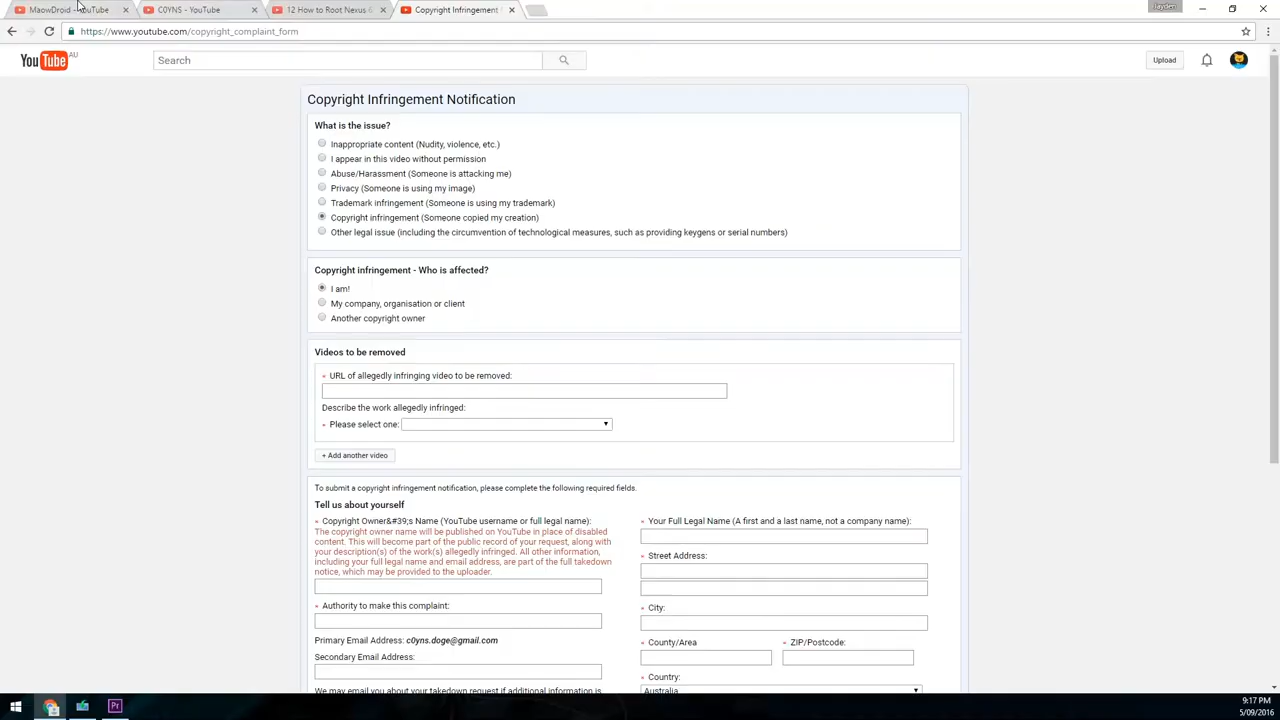 MaowDroid - YouTube
C0YNS - YouTube
12 How to Root Nexus 6
Copyright Infringement
Jayden
https://www.youtube.com/copyright_complaint_form
YouTube AU
Search
Upload
Copyright Infringement Notification
What is the issue?
Inappropriate content (Nudity, violence, etc.)
I appear in this video without permission
Abuse/Harassment (Someone is attacking me)
Privacy (Someone is using my image)
Trademark infringement (Someone is using my trademark)
Copyright infringement (Someone copied my creation)
Other legal issue (including the circumvention of technological measures, such as providing keygens or serial numbers)
Copyright infringement - Who is affected?
I am!
My company, organisation or client
Another copyright owner
Videos to be removed
* URL of allegedly infringing video to be removed:
Describe the work allegedly infringed:
* Please select one:
+ Add another video
To submit a copyright infringement notification, please complete the following required fields.
Tell us about yourself
* Copyright Owner&#39;s Name (YouTube username or full legal name):
The copyright owner name will be published on YouTube in place of disabled
content. This will become part of the public record of your request, along with
your description(s) of the work(s) allegedly infringed. All other information,
including your full legal name and email address, are part of the full takedown
notice, which may be provided to the uploader.
* Authority to make this complaint:
Primary Email Address: c0yns.doge@gmail.com
Secondary Email Address:
We may email you about your takedown request if additional information is
* Your Full Legal Name (A first and a last name, not a company name):
* Street Address:
* City:
* County/Area
* ZIP/Postcode:
* Country:
Australia
Pr
9:17 PM
5/09/2016